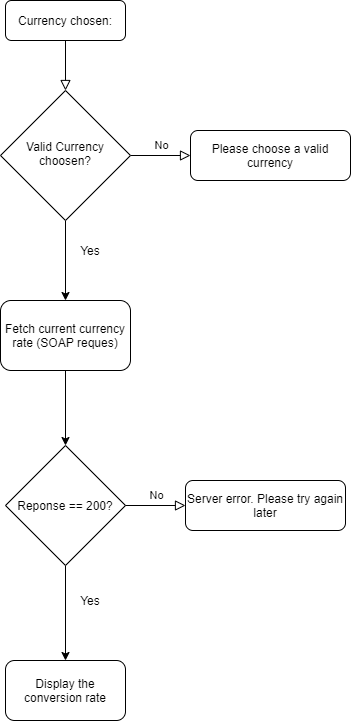 Currency chosen:
Valid Currency
choosen?
No
Please choose a valid
currency
Yes
Fetch current currency
rate (SOAP reques)
Reponse == 200?
No
Server error. Please try again
later
Yes
Display the
conversion rate